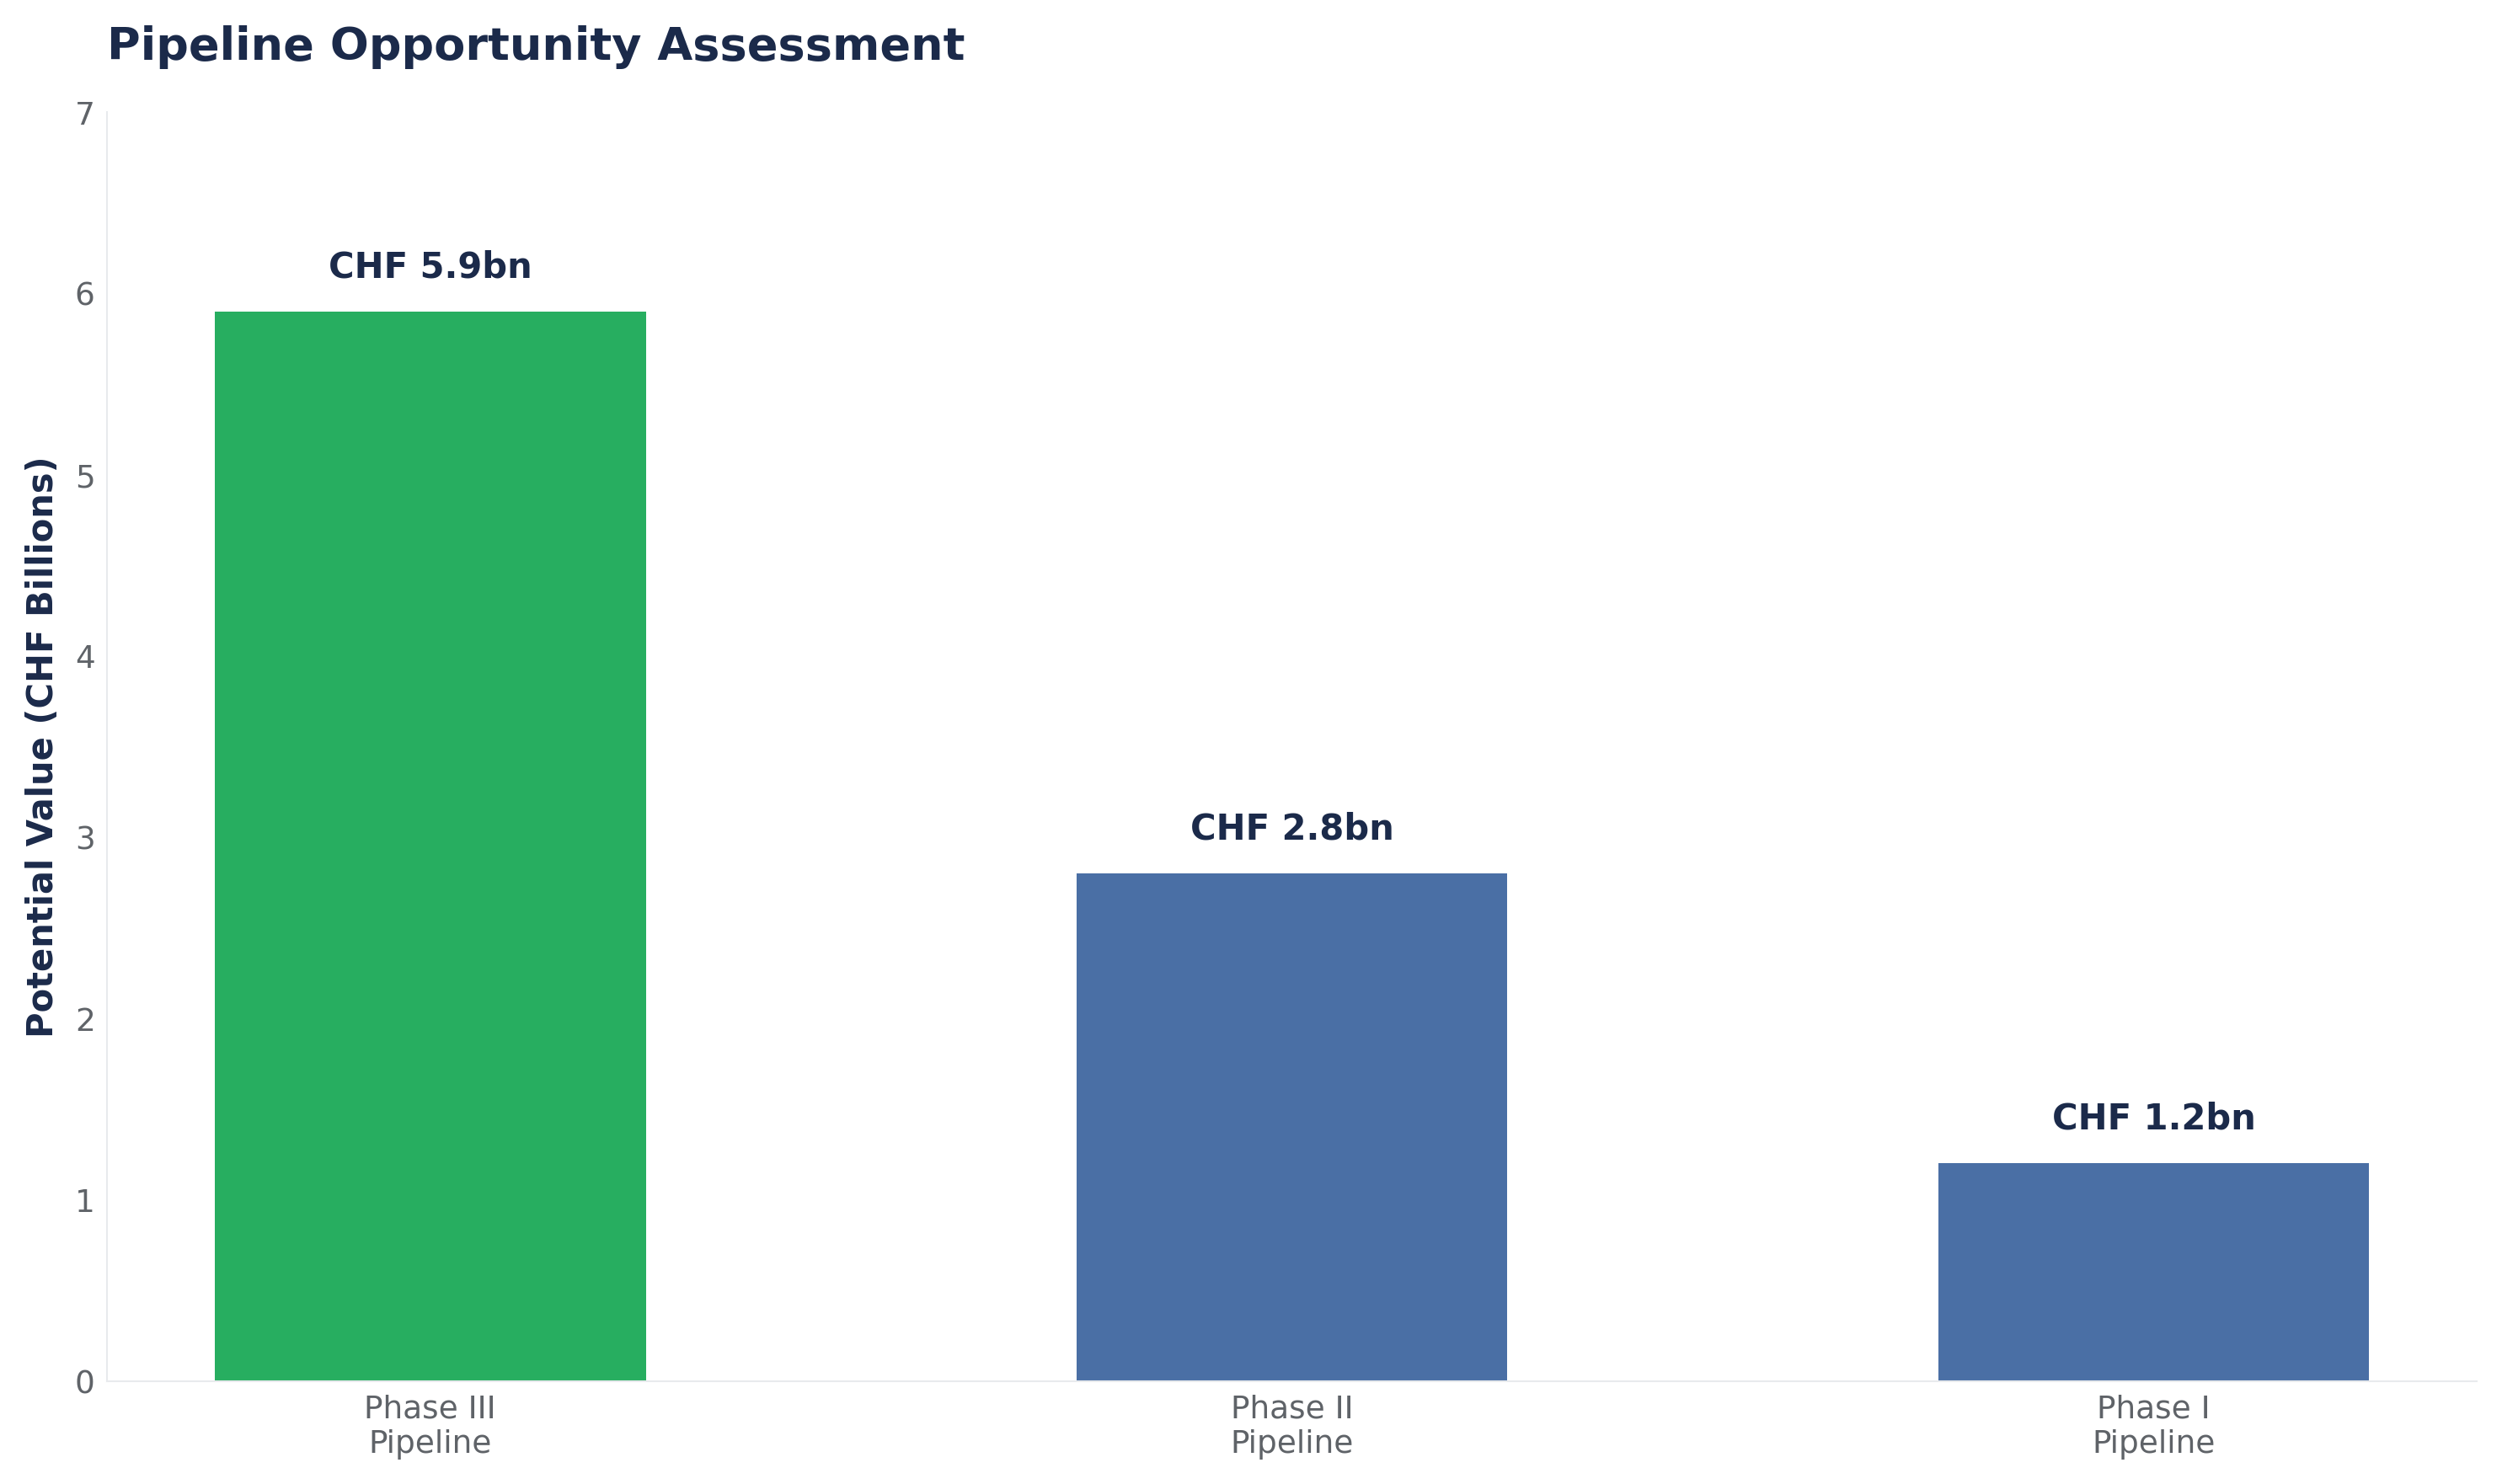 Pipeline Opportunity Assessment
Potential Value (CHF Billions)
7
6
5
4
3
2
1
0
CHF 5.9bn
CHF 2.8bn
CHF 1.2bn
Phase III
Pipeline
Phase II
Pipeline
Phase I
Pipeline